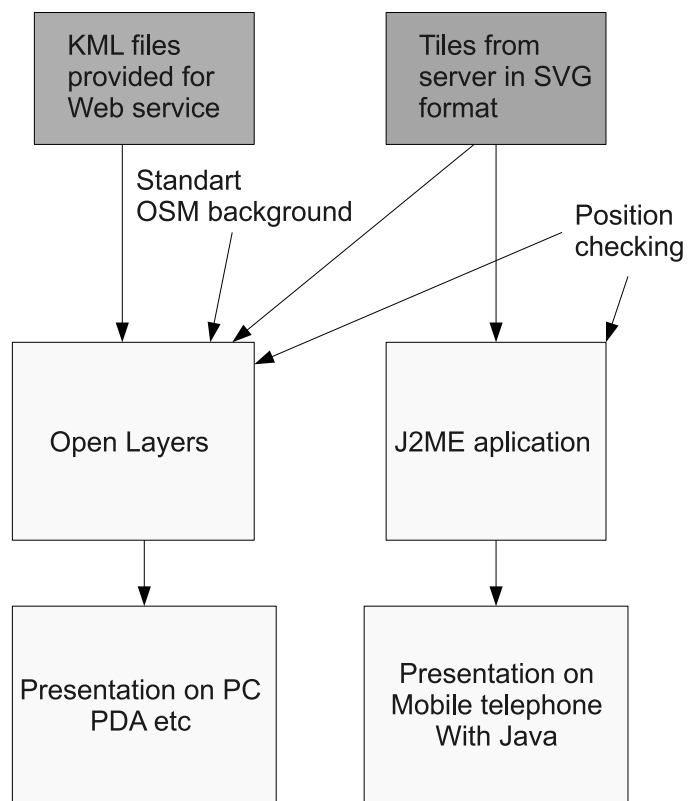 KML files
provided for
Web service
Tiles from
server in SVG
format
Standart
OSM background
Position
checking
Open Layers
J2ME aplication
Presentation on PC
PDA etc
Presentation on
Mobile telephone
With Java